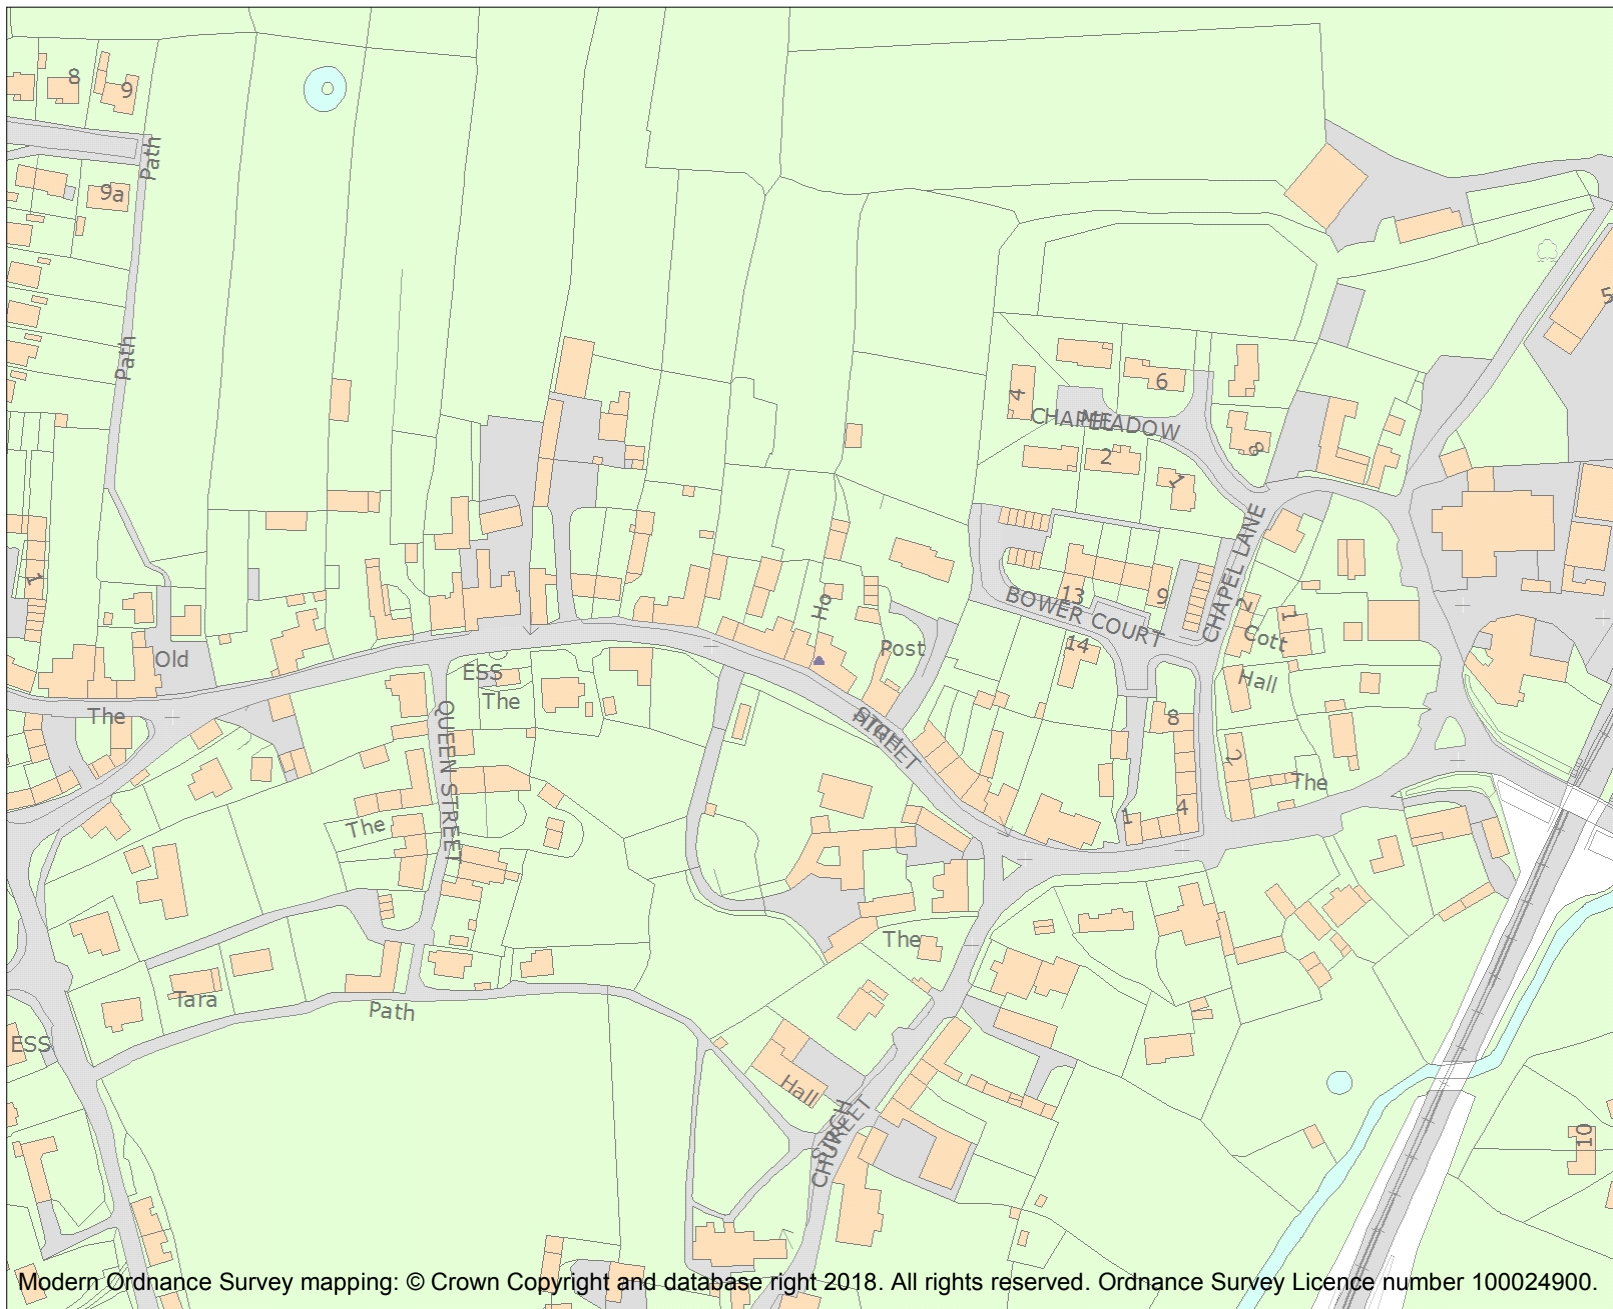 8
9
Path
9a
Path
5
4
6
CHAPEL
MEADOW
2
8
1
CHAPEL LANE
1
13
9
BOWER COURT
14
Ho
2
1
Cott
Post
Old
ESS
The
Hall
The
QUEEN STREET
HIGH
STREET
8
2
The
The
1
4
The
Tara
Path
ESS
Hall
CHURCH
STREET
10
Modern Ordnance Survey mapping: © Crown Copyright and database right 2018. All rights reserved. Ordnance Survey Licence number 100024900.